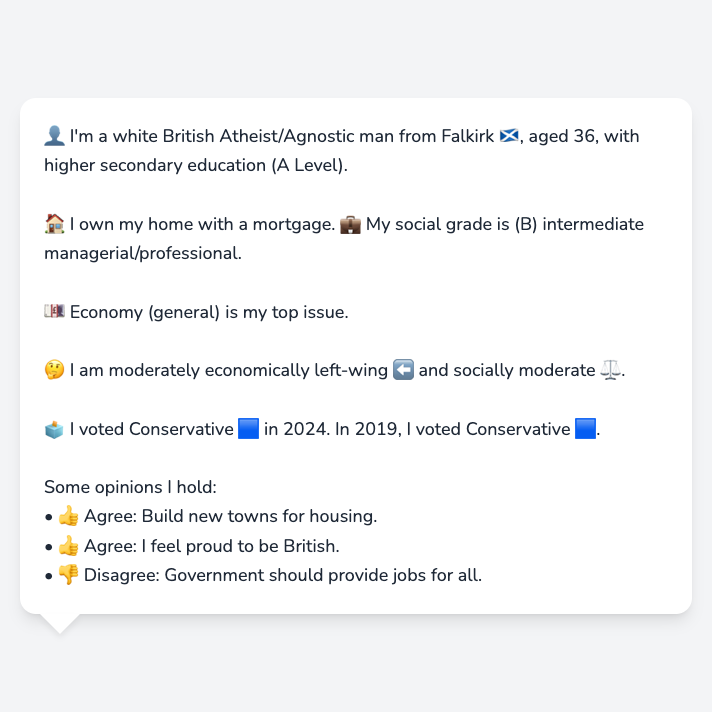 👤 I'm a white British Atheist/Agnostic man from Falkirk 🏴󠁧󠁢󠁳󠁣󠁴󠁿, aged 36, with
higher secondary education (A Level).
🏠 I own my home with a mortgage. 💼 My social grade is (B) intermediate
managerial/professional.
💷 Economy (general) is my top issue.
🤔 I am moderately economically left-wing ⬅️ and socially moderate ⚖️.
🗳️ I voted Conservative 🟦 in 2024. In 2019, I voted Conservative 🟦.
Some opinions I hold:
• 👍 Agree: Build new towns for housing.
• 👍 Agree: I feel proud to be British.
• 👎 Disagree: Government should provide jobs for all.